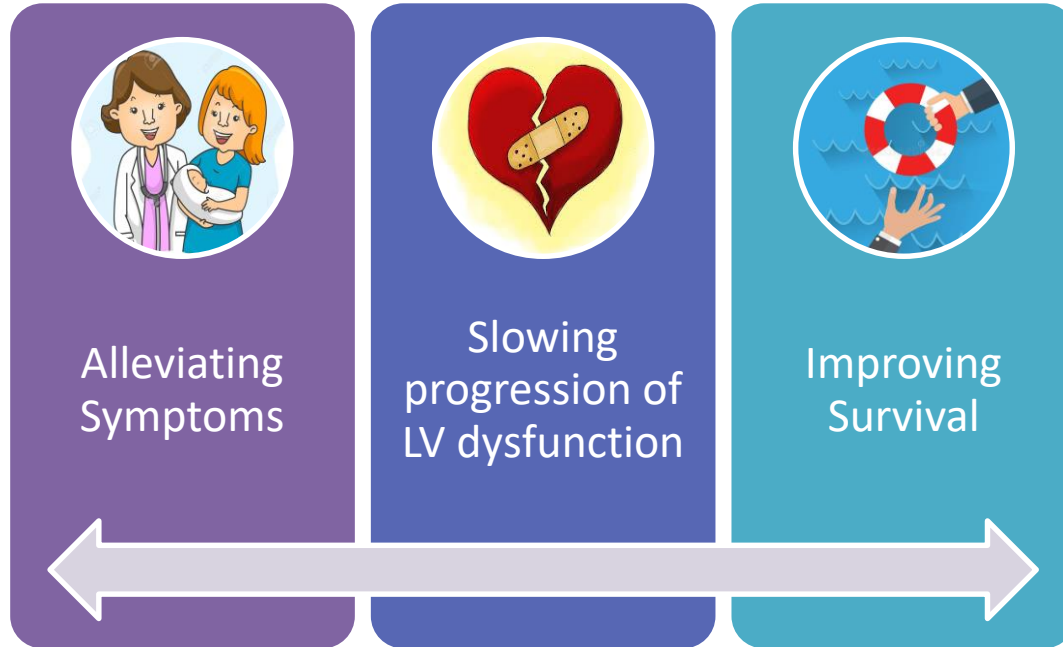 Alleviating
Symptoms
Slowing
progression of
LV dysfunction
Improving
Survival